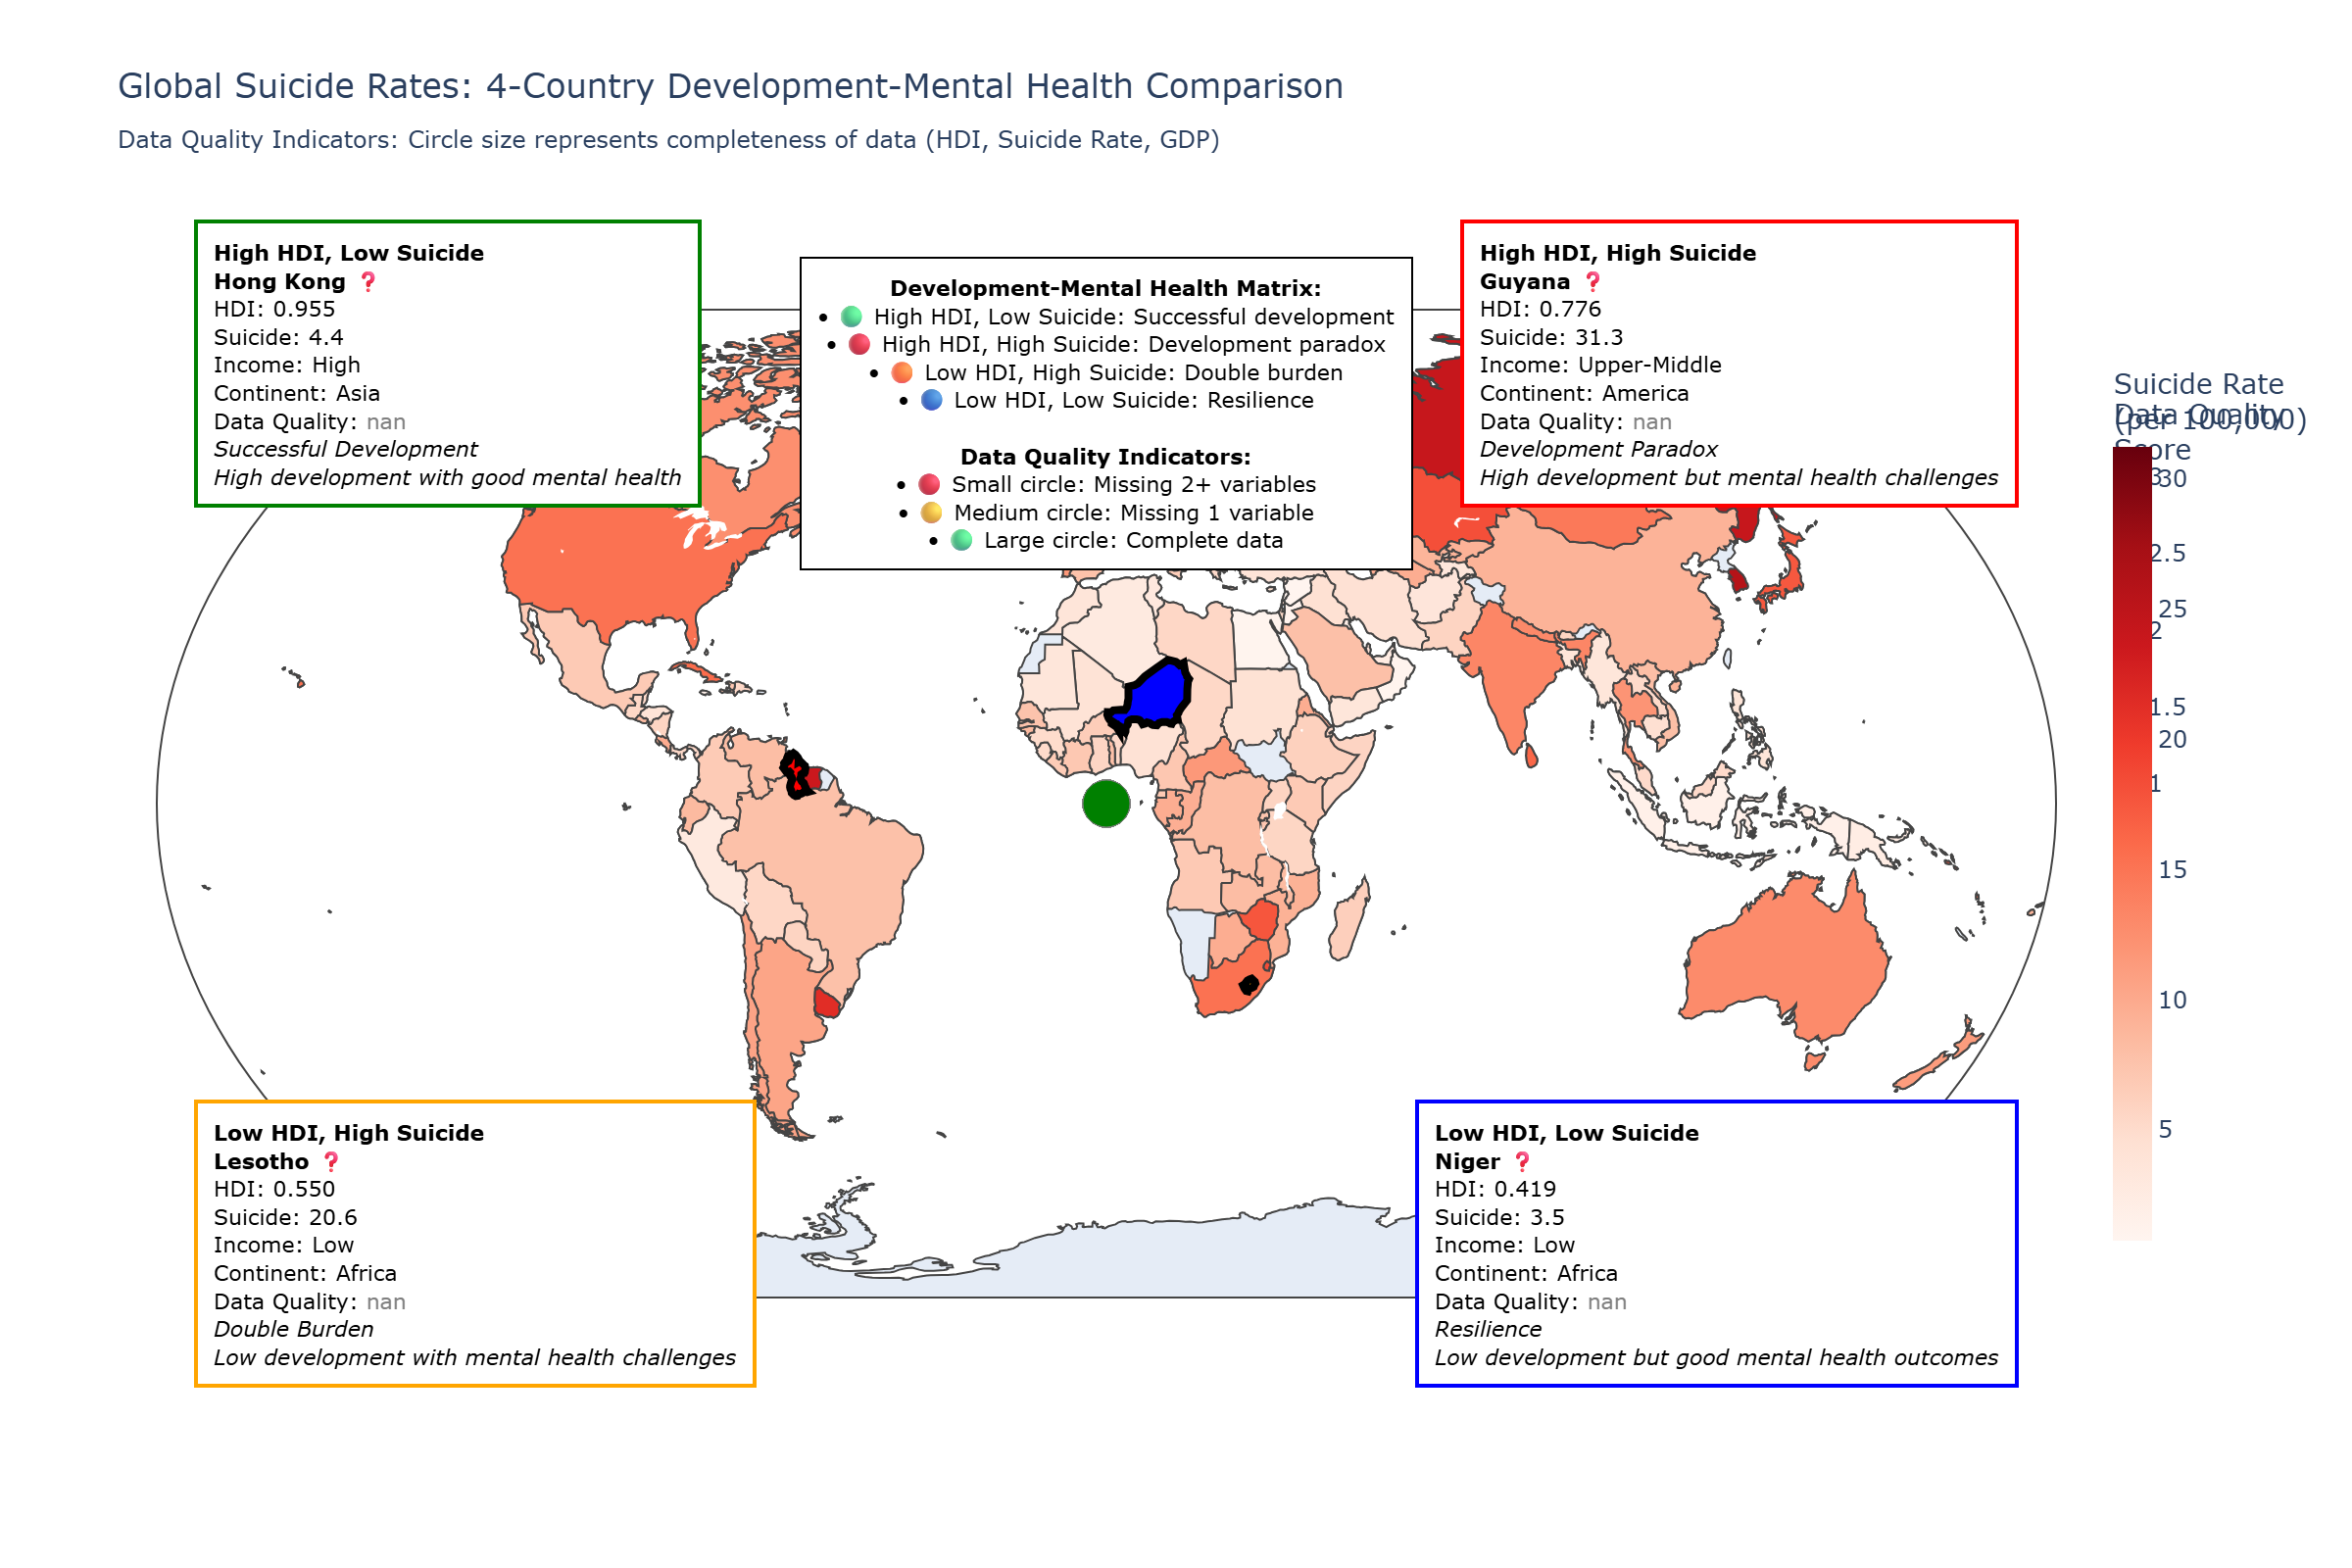 Global Suicide Rates: 4-Country Development-Mental Health Comparison
Data Quality Indicators: Circle size represents completeness of data (HDI, Suicide Rate, GDP)
High HDI, Low Suicide
Hong Kong ❓
HDI: 0.955
Suicide: 4.4
Income: High
Continent: Asia
Data Quality: nan
Successful Development
High development with good mental health
Development-Mental Health Matrix:
• 🟢 High HDI, Low Suicide: Successful development
• 🔴 High HDI, High Suicide: Development paradox
• 🟠 Low HDI, High Suicide: Double burden
• 🔵 Low HDI, Low Suicide: Resilience
Data Quality Indicators:
• 🔴 Small circle: Missing 2+ variables
• 🟡 Medium circle: Missing 1 variable
• 🟢 Large circle: Complete data
High HDI, High Suicide
Guyana ❓
HDI: 0.776
Suicide: 31.3
Income: Upper-Middle
Continent: America
Data Quality: nan
Development Paradox
High development but mental health challenges
Suicide Rate
(per 100,000)
Data Quality
Score
3
30
2.5
25
2
1.5
20
1
15
10
5
Low HDI, High Suicide
Lesotho ❓
HDI: 0.550
Suicide: 20.6
Income: Low
Continent: Africa
Data Quality: nan
Double Burden
Low development with mental health challenges
Low HDI, Low Suicide
Niger ❓
HDI: 0.419
Suicide: 3.5
Income: Low
Continent: Africa
Data Quality: nan
Resilience
Low development but good mental health outcomes